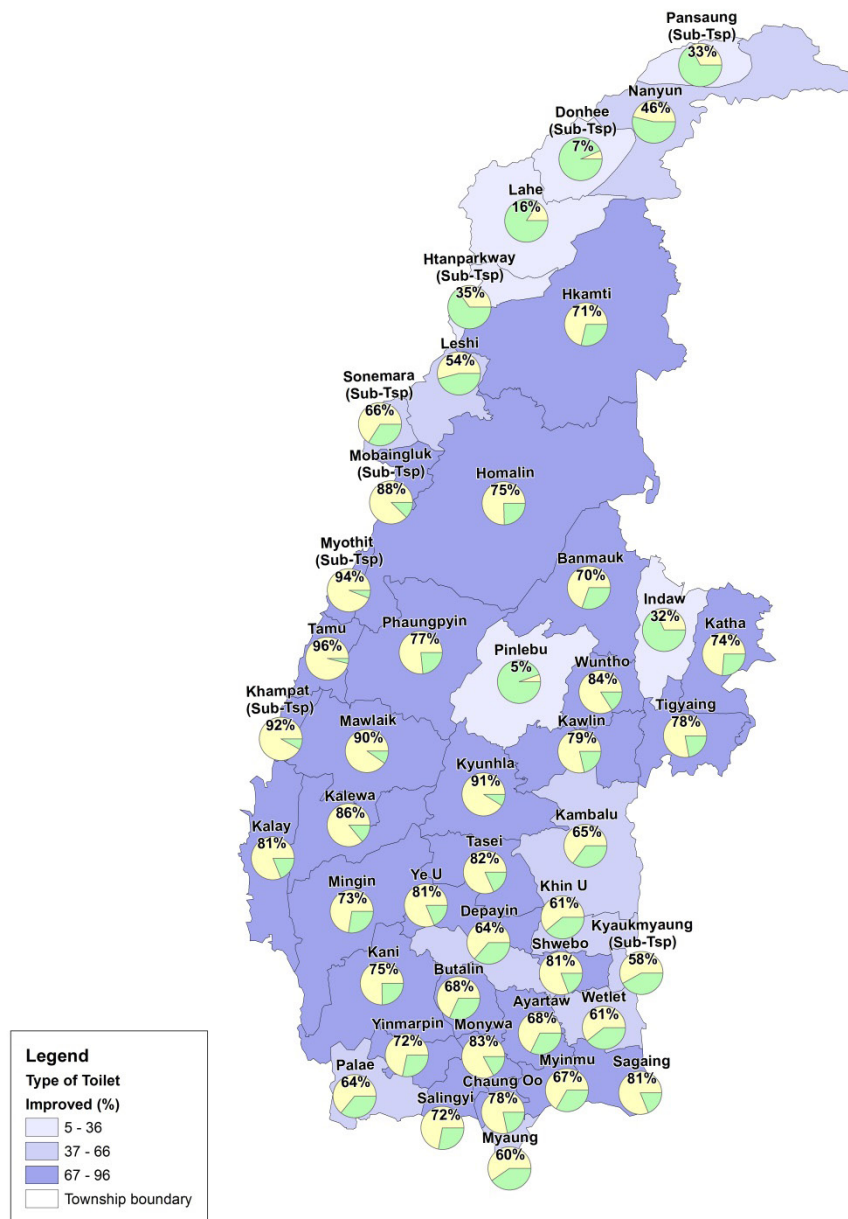 Pansaung
(Sub-Tsp)
33%
Nanyun
46%
Donhee
(Sub-Tsp)
7%
Lahe
16%
Htanparkway
(Sub-Tsp)
35%
Hkamti
71%
Leshi
54%
Sonemara
(Sub-Tsp)
66%
Mobaingluk
(Sub-Tsp)
88%
Homalin
75%
Myothit
(Sub-Tsp)
94%
Banmauk
70%
Indaw
32%
Katha
74%
Tamu
96%
Phaungpyin
77%
Pinlebu
5%
Wuntho
84%
Khampat
(Sub-Tsp)
92%
Mawlaik
90%
Kawlin
79%
Tigyaing
78%
Kyunhla
91%
Kalewa
86%
Kalay
81%
Kambalu
65%
Tasei
82%
Mingin
73%
Ye U
81%
Khin U
61%
Depayin
64%
Kyaukmyaung
(Sub-Tsp)
58%
Shwebo
81%
Kani
75%
Butalin
68%
Ayartaw
68%
Wetlet
61%
Yinmarpin
72%
Monywa
83%
Palae
64%
Chaung Oo
78%
Myinmu
67%
Sagaing
81%
Salingyi
72%
Myaung
60%
Legend
Type of Toilet
Improved (%)
5 - 36
37 - 66
67 - 96
Township boundary